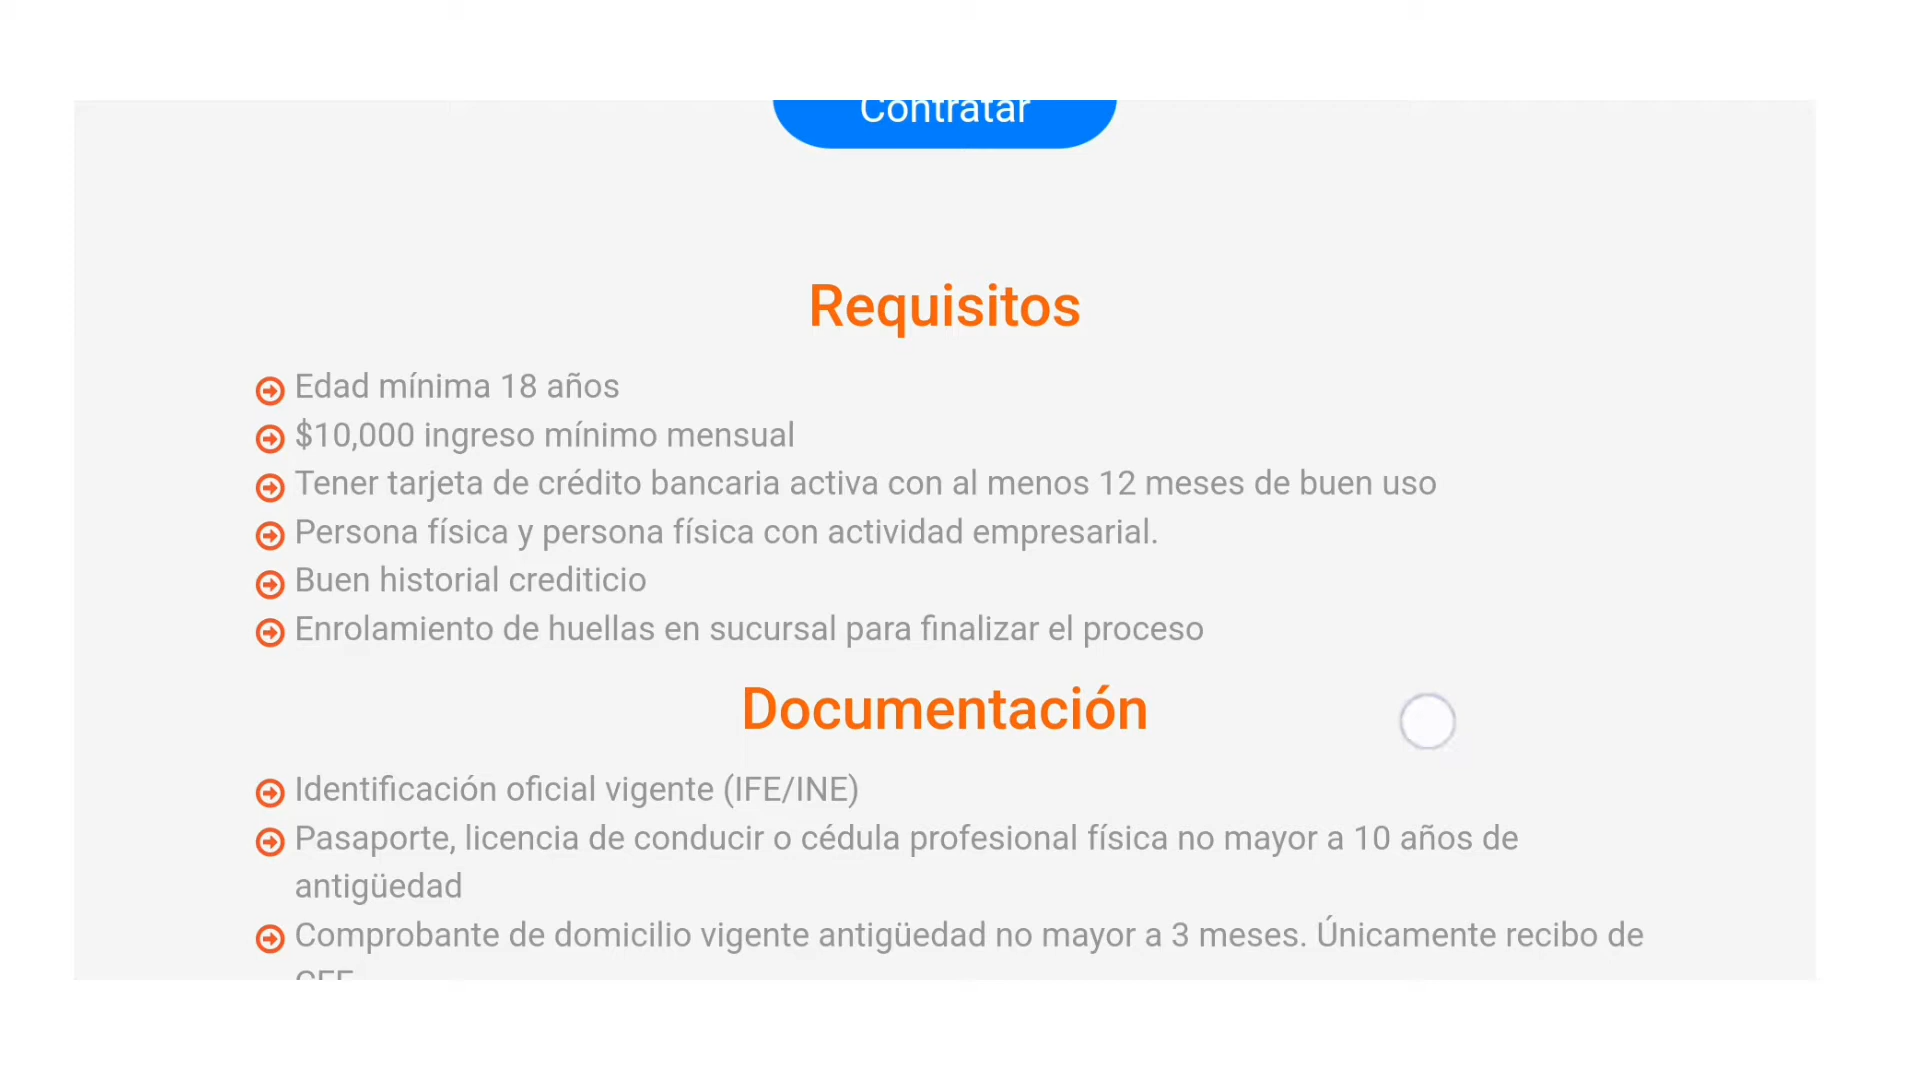 Contratar
Requisitos
Edad mínima 18 años
$10,000 ingreso mínimo mensual
Tener tarjeta de crédito bancaria activa con al menos 12 meses de buen uso
Persona física y persona física con actividad empresarial.
Buen historial crediticio
Enrolamiento de huellas en sucursal para finalizar el proceso
Documentación
Identificación oficial vigente (IFE/INE)
Pasaporte, licencia de conducir o cédula profesional física no mayor a 10 años de
antigüedad
Comprobante de domicilio vigente antigüedad no mayor a 3 meses. Únicamente recibo de